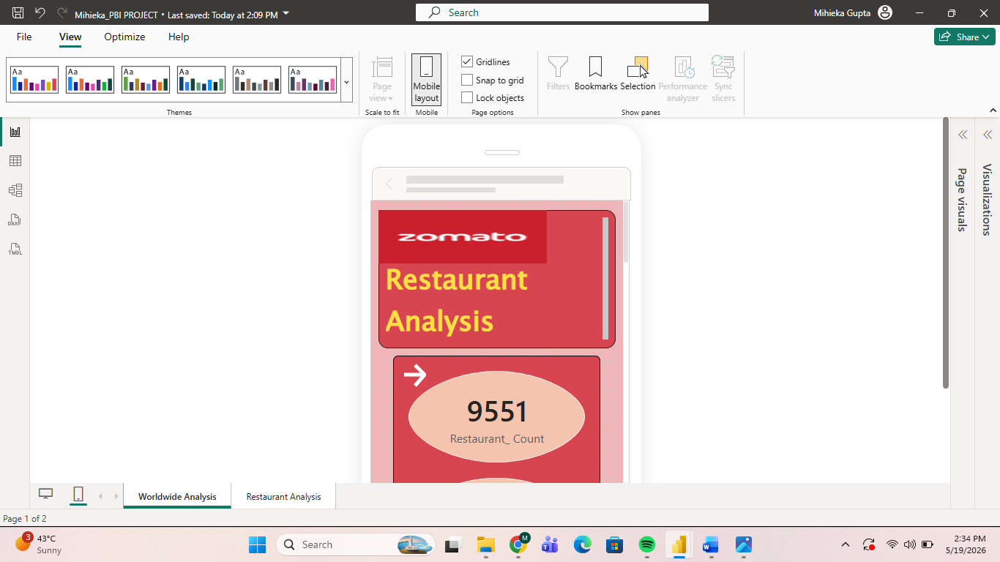 Mihieka_PBI PROJECT • Last saved: Today at 2:09 PM
Search
Mihieka Gupta
File
View
Optimize
Help
Share
Aa
Aa
Aa
Aa
Aa
Aa
Themes
Page
view
Scale to fit
Mobile
layout
Mobile
Gridlines
Snap to grid
Lock objects
Page options
Filters
Bookmarks
Selection
Performance
analyzer
Sync
slicers
Show panes
DAX
TMDL
zomato
Restaurant
Analysis
9551
Restaurant_ Count
Page visuals
Visualizations
Worldwide Analysis
Restaurant Analysis
Page 1 of 2
3
43°C
Sunny
Search
M
2:34 PM
5/19/2026